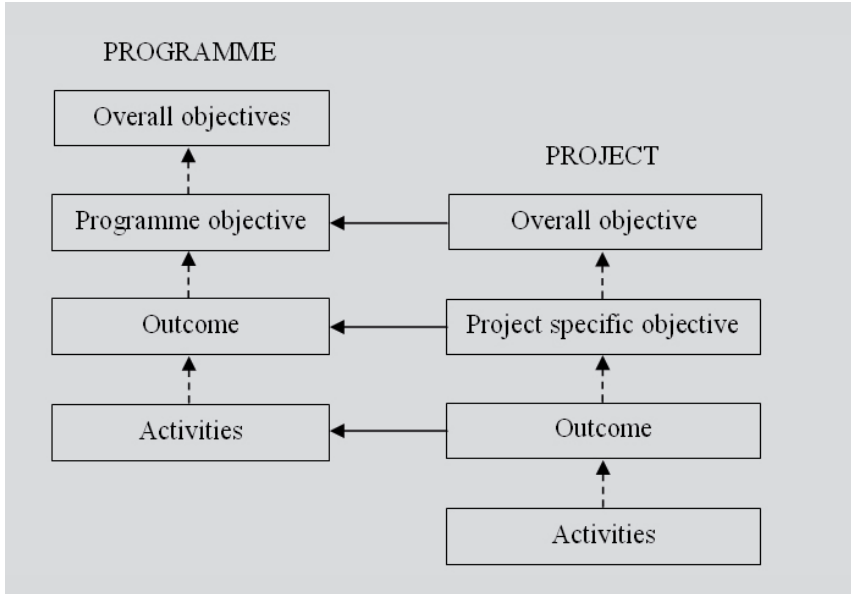 PROGRAMME
Overall objectives
Programme objective
Outcome
Activities
PROJECT
Overall objective
Project specific objective
Outcome
Activities